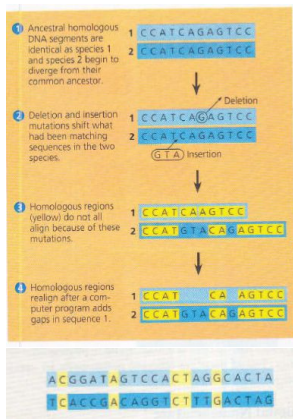 1 Ancestral homologous
DNA segments are
identical as species 1
and species 2 begin to
diverge from their
common ancestor.
1 CCATCAGAGTCC
2 CCATCAGAGTCC
Deletion
2 Deletion and insertion
mutations shift what
had been matching
sequences in the two
species.
1 CCATCAGAGTCC
2 CCATCAGAGTCC
GTA Insertion
3 Homologous regions
(yellow) do not all
align because of these
mutations.
1 CCATCAAGTCC
2 CCATGTACAGAGTCC
4 Homologous regions
realign after a com-
puter program adds
gaps in sequence 1.
1 CCAT CA AGTCC
2 CCATGTACAGAGTCC
ACGGATAGTCCACTAGGCACTA
TCACCGACAGGTCTTTGACTAG